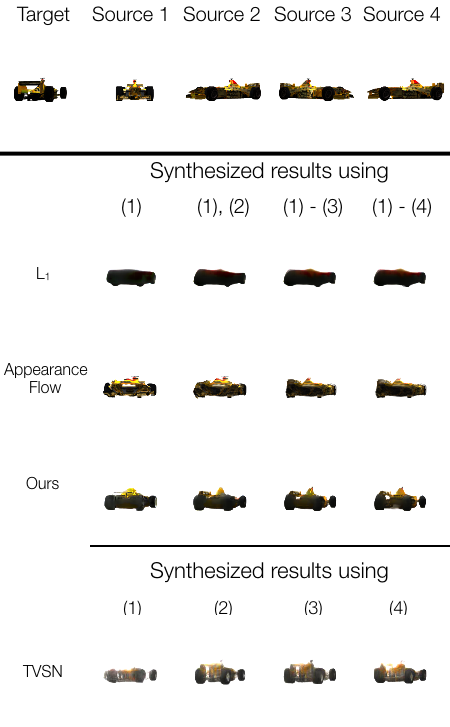 Target Source 1 Source 2 Source 3 Source 4
Synthesized results using
(1) (1), (2) (1) - (3) (1) - (4)
L₁
Appearance
Flow
Ours
Synthesized results using
(1) (2) (3) (4)
TVSN